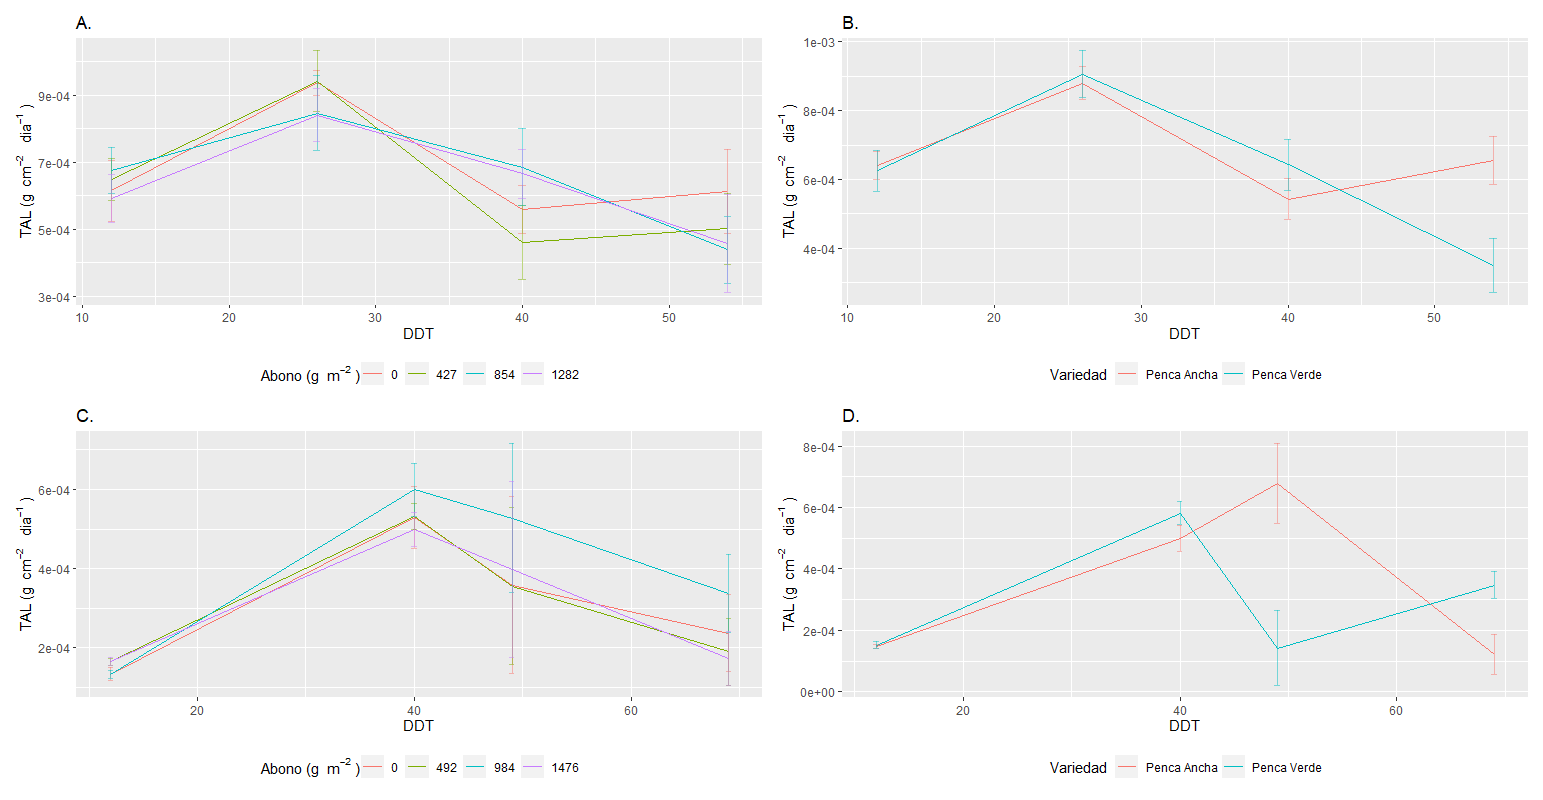 A.
TAL (g cm⁻² dia⁻¹)
9e-04
7e-04
5e-04
3e-04
10 20 30 40 50
DDT
Abono (g m⁻²) 0 427 854 1282
B.
TAL (g cm⁻² dia⁻¹)
1e-03
8e-04
6e-04
4e-04
10 20 30 40 50
DDT
Variedad Penca Ancha Penca Verde
C.
TAL (g cm⁻² dia⁻¹)
6e-04
4e-04
2e-04
20 40 60
DDT
Abono (g m⁻²) 0 492 984 1476
D.
TAL (g cm⁻² dia⁻¹)
8e-04
6e-04
4e-04
2e-04
0e+00
20 40 60
DDT
Variedad Penca Ancha Penca Verde